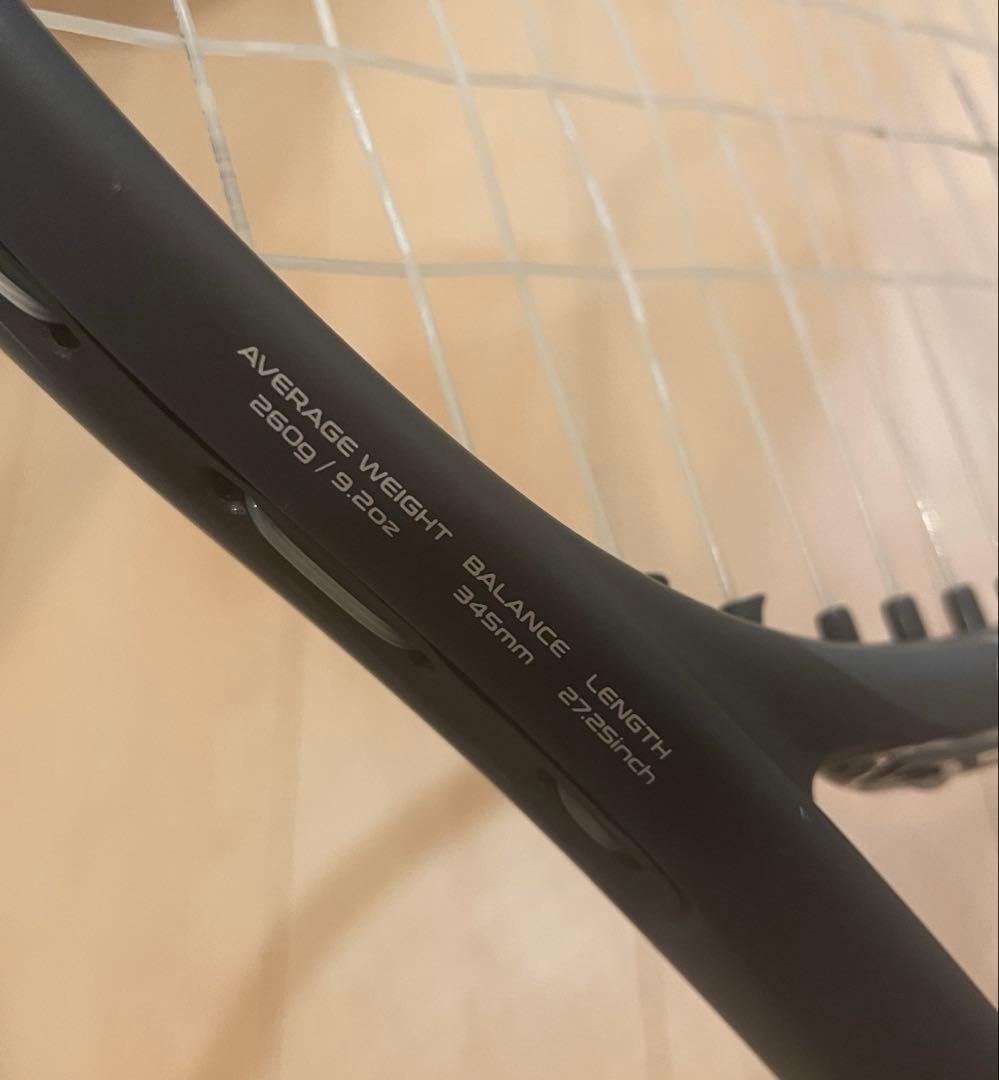 AVERAGE WEIGHT
260g / 9.2oz
BALANCE
345mm
LENGTH
27.25inch